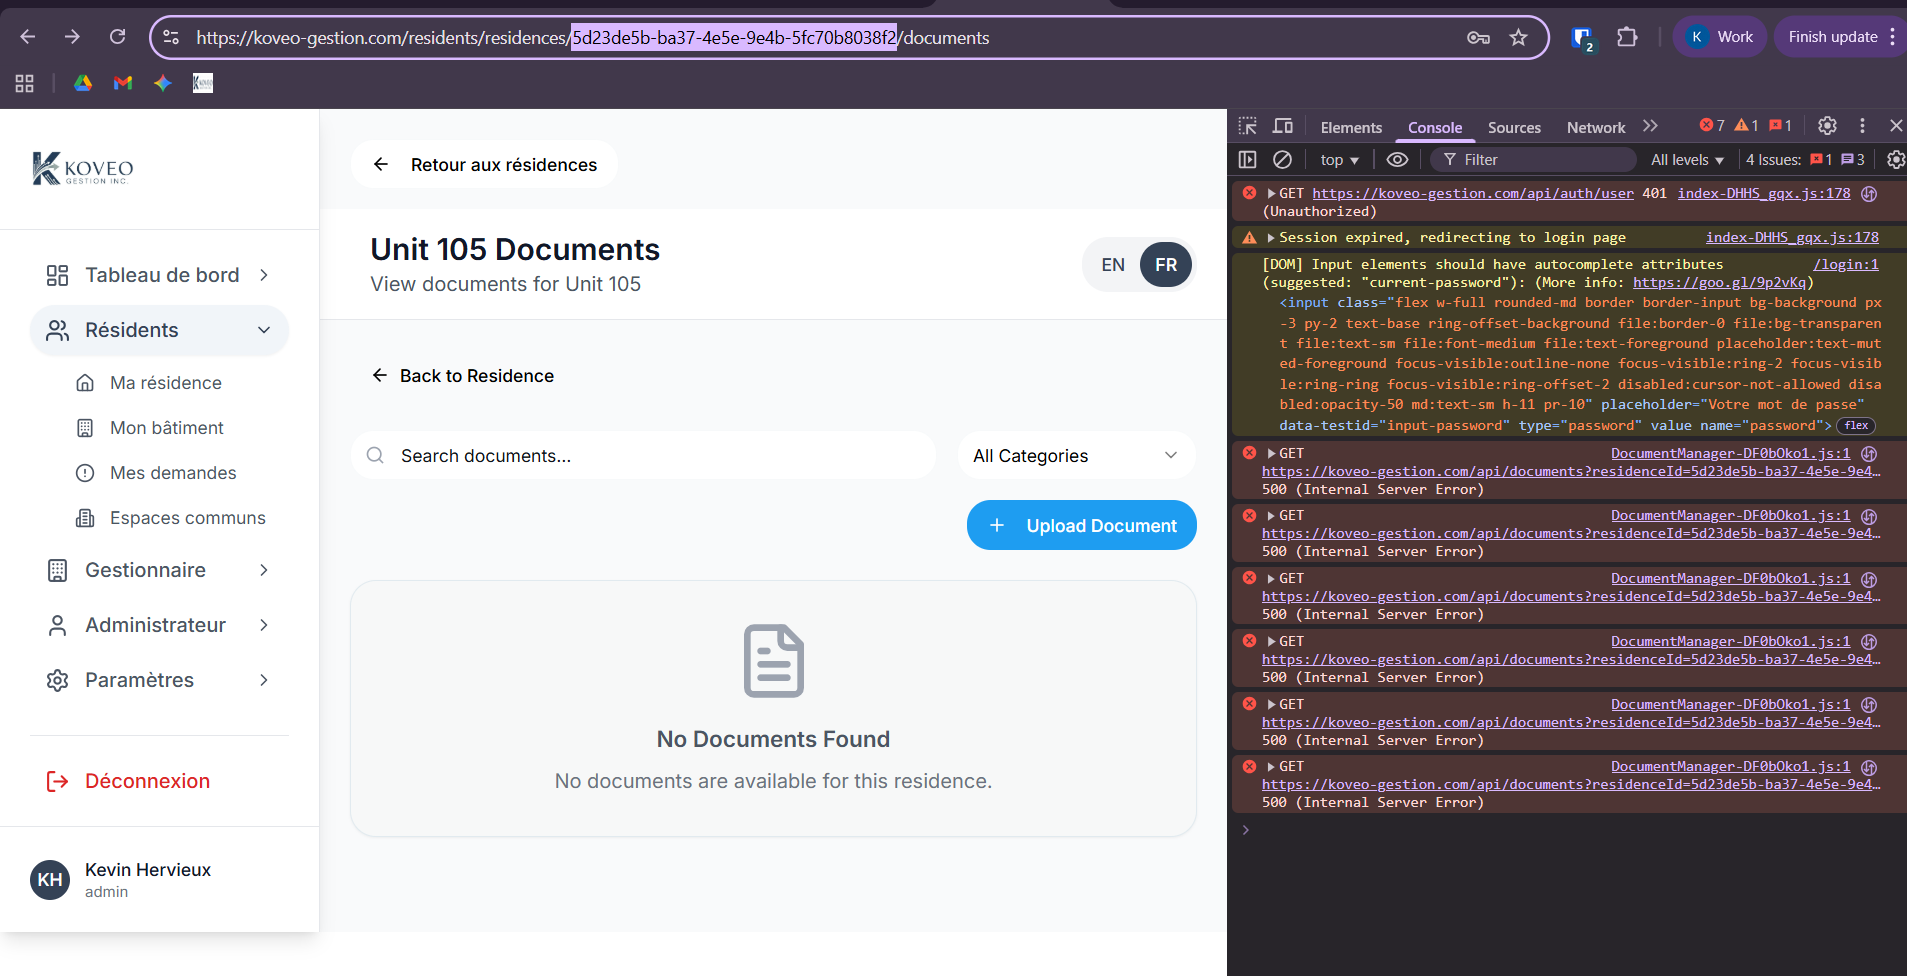 https://koveo-gestion.com/residents/residences/5d23de5b-ba37-4e5e-9e4b-5fc70b8038f2/documents
2
K Work
Finish update
KOVEO
GESTION INC.
Tableau de bord
Résidents
Ma résidence
Mon bâtiment
Mes demandes
Espaces communs
Gestionnaire
Administrateur
Paramètres
Déconnexion
KH
Kevin Hervieux
admin
Retour aux résidences
Unit 105 Documents
View documents for Unit 105
EN FR
Back to Residence
Search documents...
All Categories
+ Upload Document
No Documents Found
No documents are available for this residence.
Elements Console Sources Network 7 1 1
top Filter All levels 4 Issues: 1 3
GET https://koveo-gestion.com/api/auth/user 401 index-DHHS_gqx.js:178
(Unauthorized)
Session expired, redirecting to login page index-DHHS_gqx.js:178
[DOM] Input elements should have autocomplete attributes /login:1
(suggested: "current-password"): (More info: https://goo.gl/9p2vKq)
<input class="flex w-full rounded-md border border-input bg-background px
-3 py-2 text-base ring-offset-background file:border-0 file:bg-transparen
t file:text-sm file:font-medium file:text-foreground placeholder:text-mut
ed-foreground focus-visible:outline-none focus-visible:ring-2 focus-visib
le:ring-ring focus-visible:ring-offset-2 disabled:cursor-not-allowed disa
bled:opacity-50 md:text-sm h-11 pr-10" placeholder="Votre mot de passe"
data-testid="input-password" type="password" value name="password"> flex
GET DocumentManager-DF0bOko1.js:1
https://koveo-gestion.com/api/documents?residenceId=5d23de5b-ba37-4e5e-9e4…
500 (Internal Server Error)
GET DocumentManager-DF0bOko1.js:1
https://koveo-gestion.com/api/documents?residenceId=5d23de5b-ba37-4e5e-9e4…
500 (Internal Server Error)
GET DocumentManager-DF0bOko1.js:1
https://koveo-gestion.com/api/documents?residenceId=5d23de5b-ba37-4e5e-9e4…
500 (Internal Server Error)
GET DocumentManager-DF0bOko1.js:1
https://koveo-gestion.com/api/documents?residenceId=5d23de5b-ba37-4e5e-9e4…
500 (Internal Server Error)
GET DocumentManager-DF0bOko1.js:1
https://koveo-gestion.com/api/documents?residenceId=5d23de5b-ba37-4e5e-9e4…
500 (Internal Server Error)
GET DocumentManager-DF0bOko1.js:1
https://koveo-gestion.com/api/documents?residenceId=5d23de5b-ba37-4e5e-9e4…
500 (Internal Server Error)